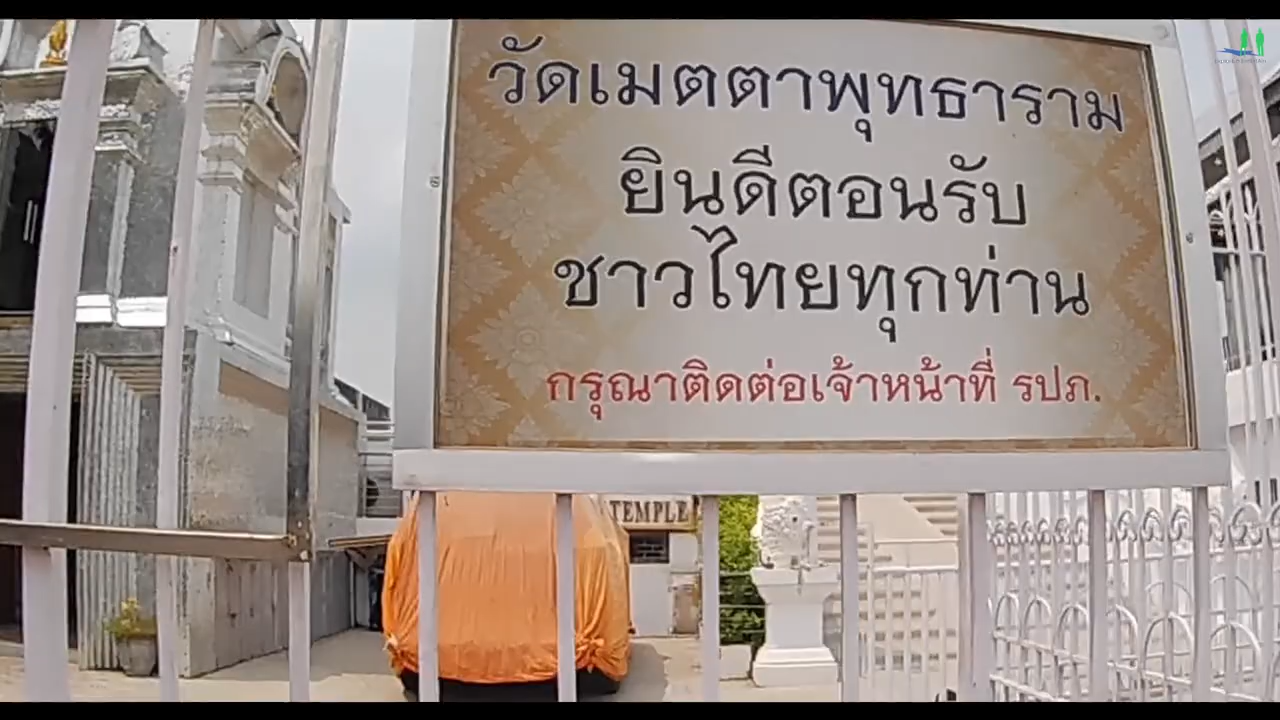 วัดเมตตาพุทธาราม
ยินดีตอนรับ
ชาวไทยทุกท่าน
กรุณาติดต่อเจ้าหน้าที่ รปภ.
TEMPLE